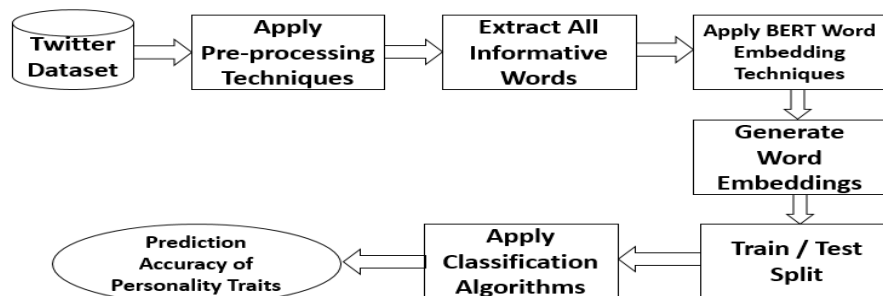 Twitter
Dataset
Apply
Pre-processing
Techniques
Extract All
Informative
Words
Apply BERT Word
Embedding
Techniques
Generate
Word
Embeddings
Train / Test
Split
Apply
Classification
Algorithms
Prediction
Accuracy of
Personality Traits